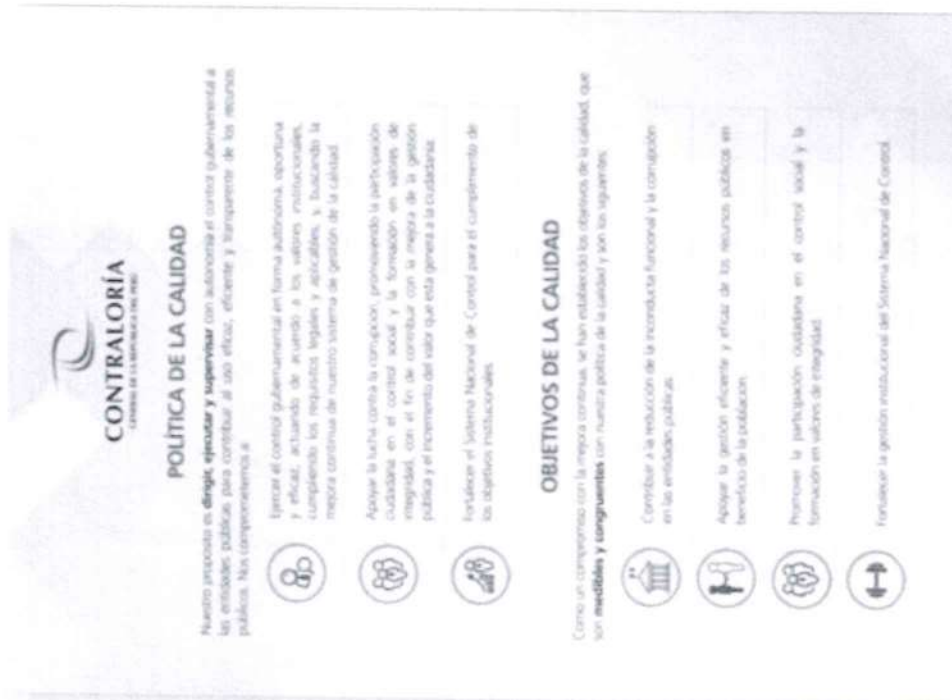 CONTRALORÍA
GENERAL DE LA REPÚBLICA DEL PERÚ
POLÍTICA DE LA CALIDAD
Nuestro propósito es dirigir, ejecutar y supervisar con autonomía el control gubernamental a
las entidades públicas para contribuir al uso eficaz, eficiente y transparente de los recursos
públicos. Nos comprometemos a:
Ejercer el control gubernamental en forma autónoma, oportuna
y eficaz, actuando de acuerdo a los valores institucionales,
cumpliendo los requisitos legales y aplicables, y buscando la
mejora continua de nuestro sistema de gestión de la calidad.
Apoyar la lucha contra la corrupción, promoviendo la participación
ciudadana en el control social y la formación en valores de
integridad, con el fin de contribuir con la mejora de la gestión
pública y el incremento del valor que esta genera a la ciudadanía.
Fortalecer el Sistema Nacional de Control para el cumplimiento de
los objetivos institucionales.
OBJETIVOS DE LA CALIDAD
Como un compromiso con la mejora continua, se han establecido los objetivos de la calidad, que
son medibles y congruentes con nuestra política de la calidad y son los siguientes:
Contribuir a la reducción de la inconducta funcional y la corrupción
en las entidades públicas.
Apoyar la gestión eficiente y eficaz de los recursos públicos en
beneficio de la población.
Promover la participación ciudadana en el control social y la
formación en valores de integridad.
Fortalecer la gestión institucional del Sistema Nacional de Control.